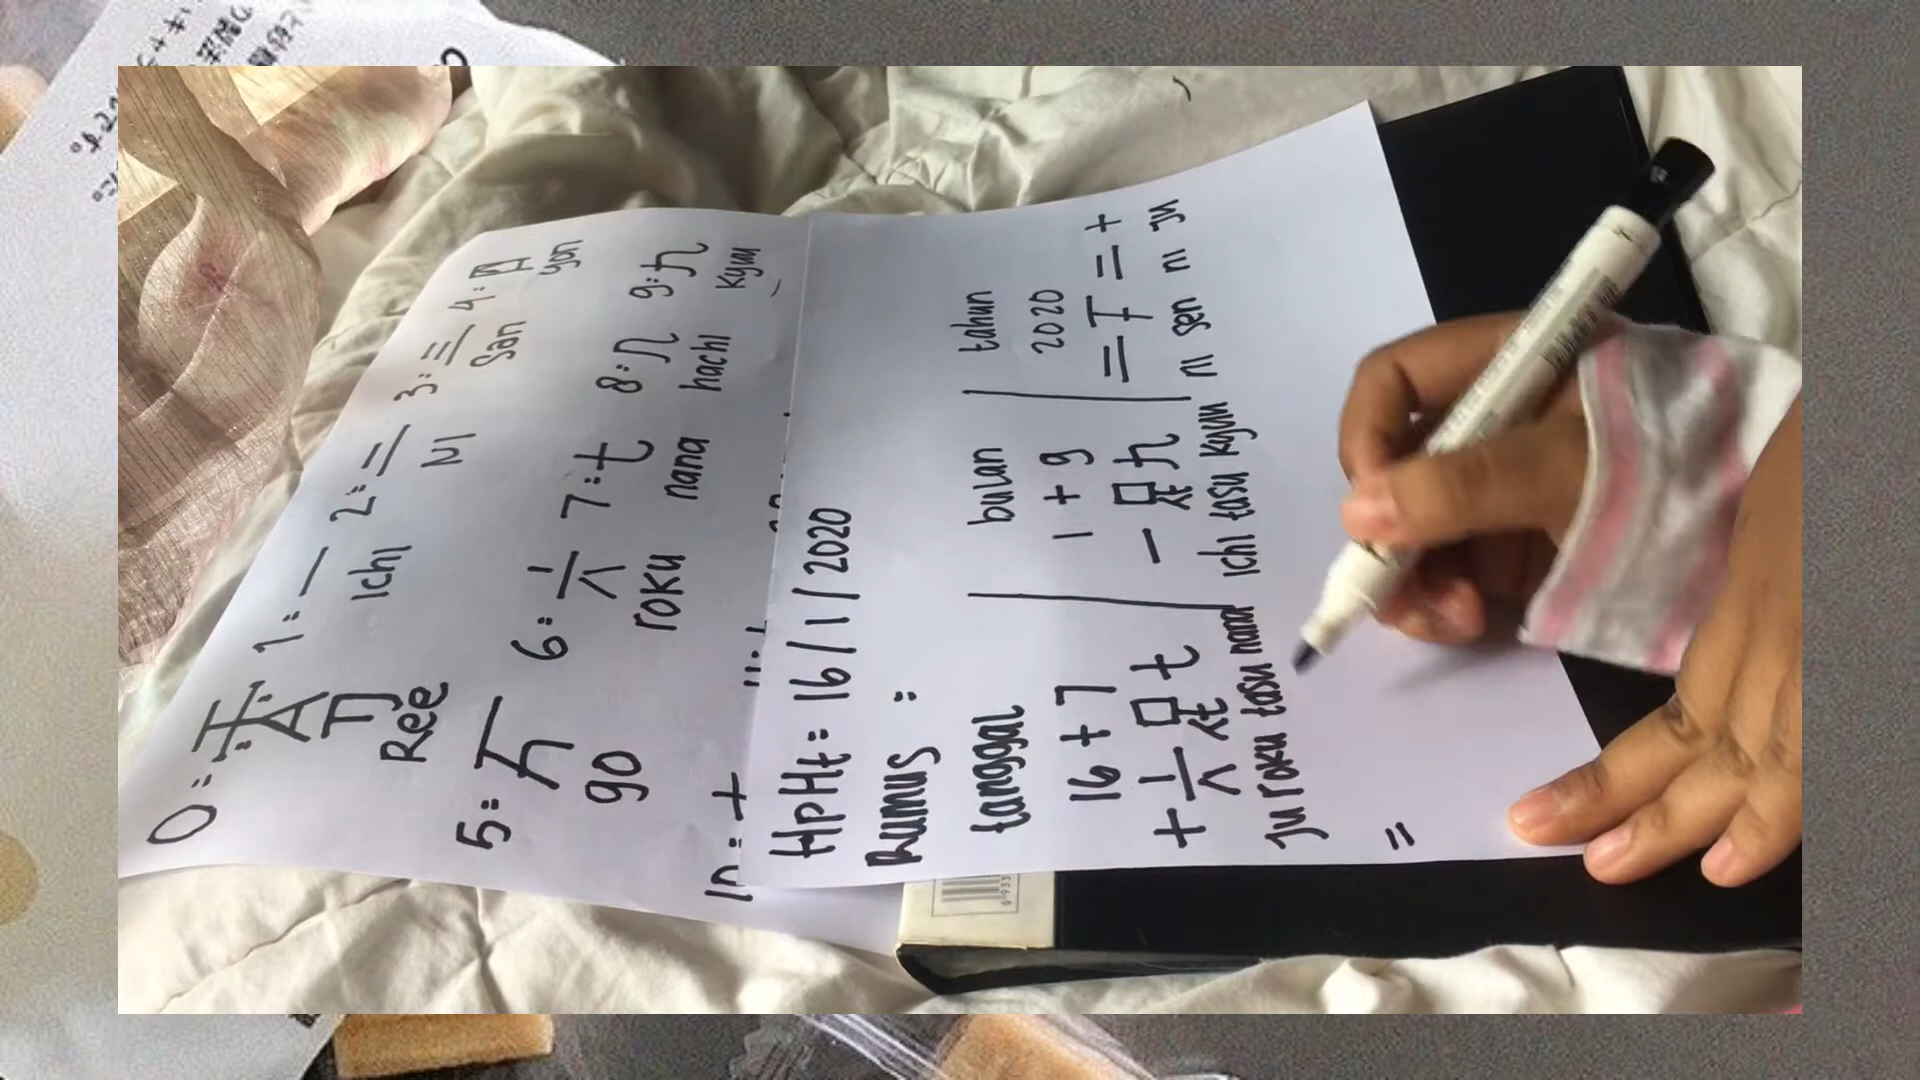 0 = 零 1 = 一 2 = 二 3 = 三 4 = 四
Ree Ichi Ni San yon
5 = 五 6 = 六 7 = 七 8 = 八 9 = 九
go roku nana hachi kyuu
10 = 十
HpHt = 16/1/2020
Rumus =
tanggal bulan tahun
16 + 7 1 + 9 2020
十六足す七 一足す九 二千二十
Ju roku tasu nana Ichi tasu kyuu ni sen ni ju
=